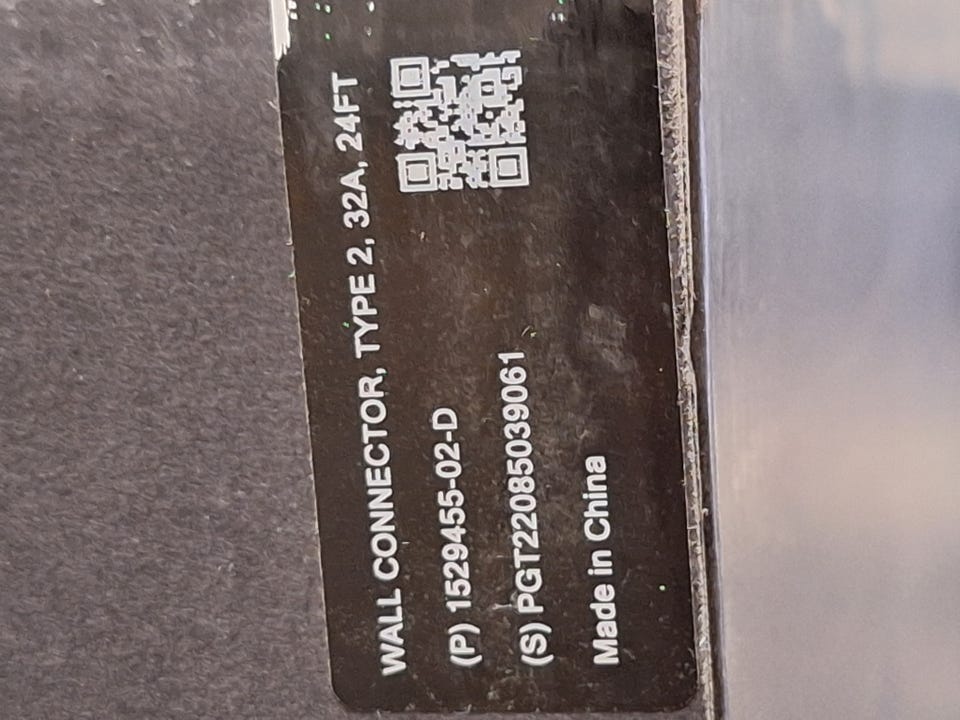 WALL CONNECTOR, TYPE 2, 32A, 24FT
(P) 1529455-02-D
(S) PGT22085039061
Made in China